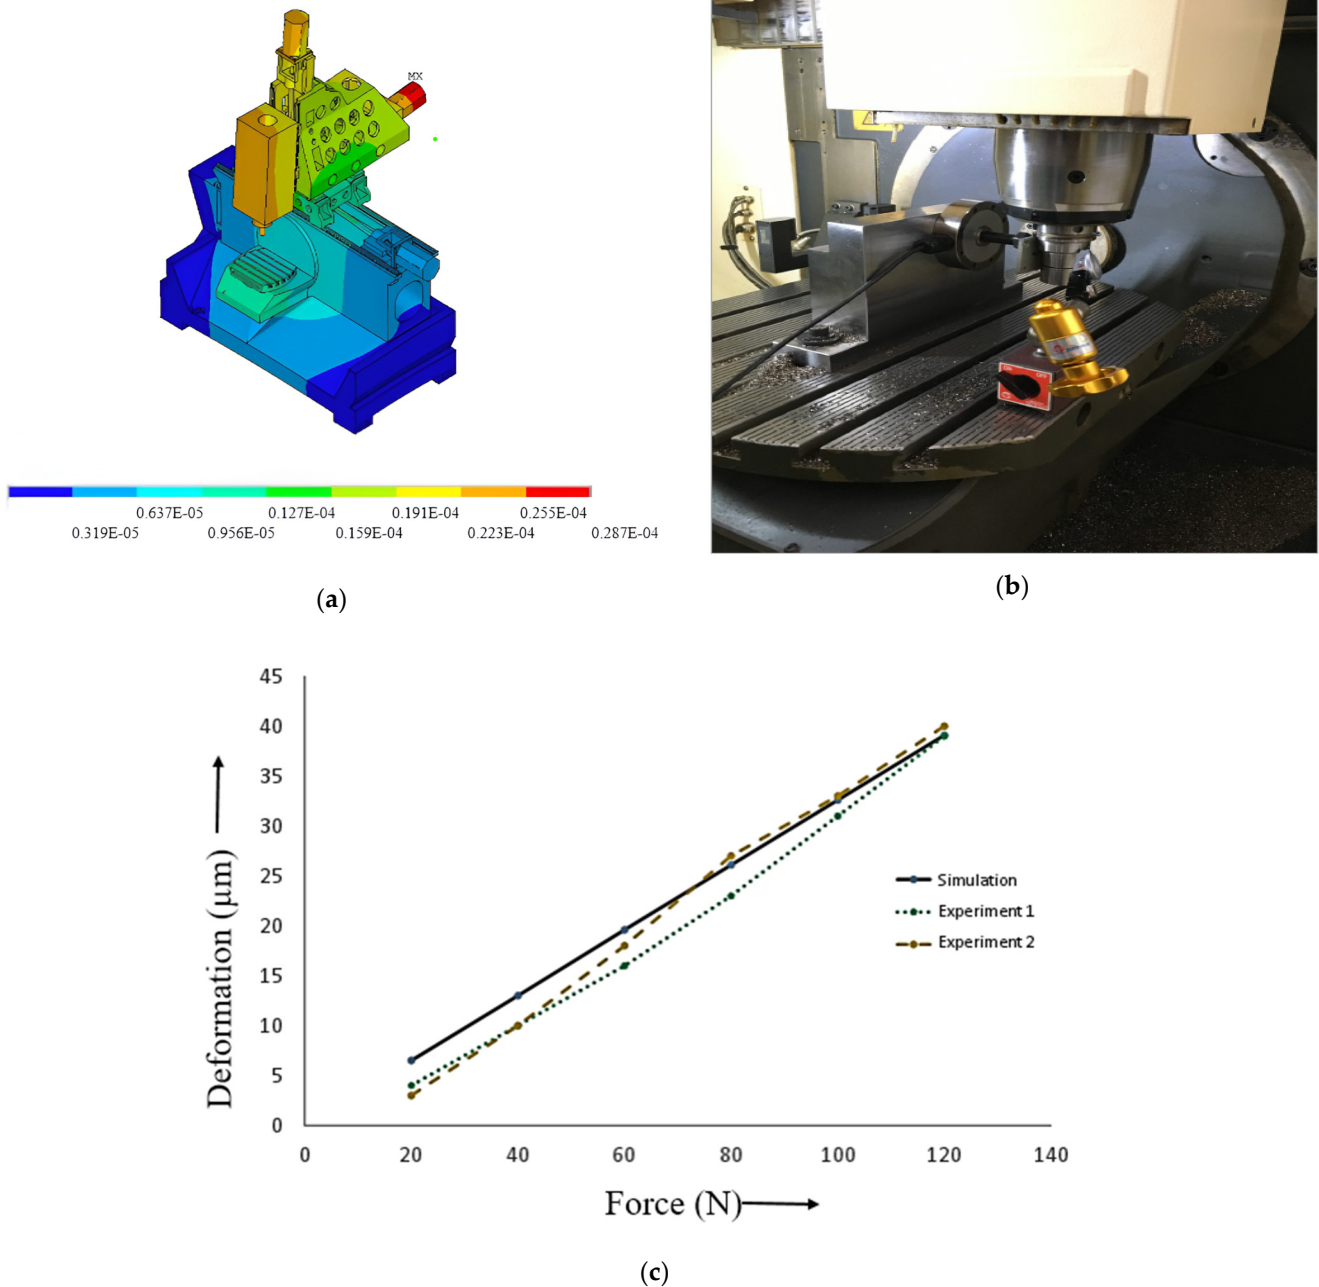 MX
0.637E-05 0.127E-04 0.191E-04 0.255E-04
0.319E-05 0.956E-05 0.159E-04 0.223E-04 0.287E-04
(a)
(b)
45
40
35
30
25
20
15
10
5
0
Deformation (μm)
Simulation
Experiment 1
Experiment 2
0 20 40 60 80 100 120 140
Force (N)
(c)